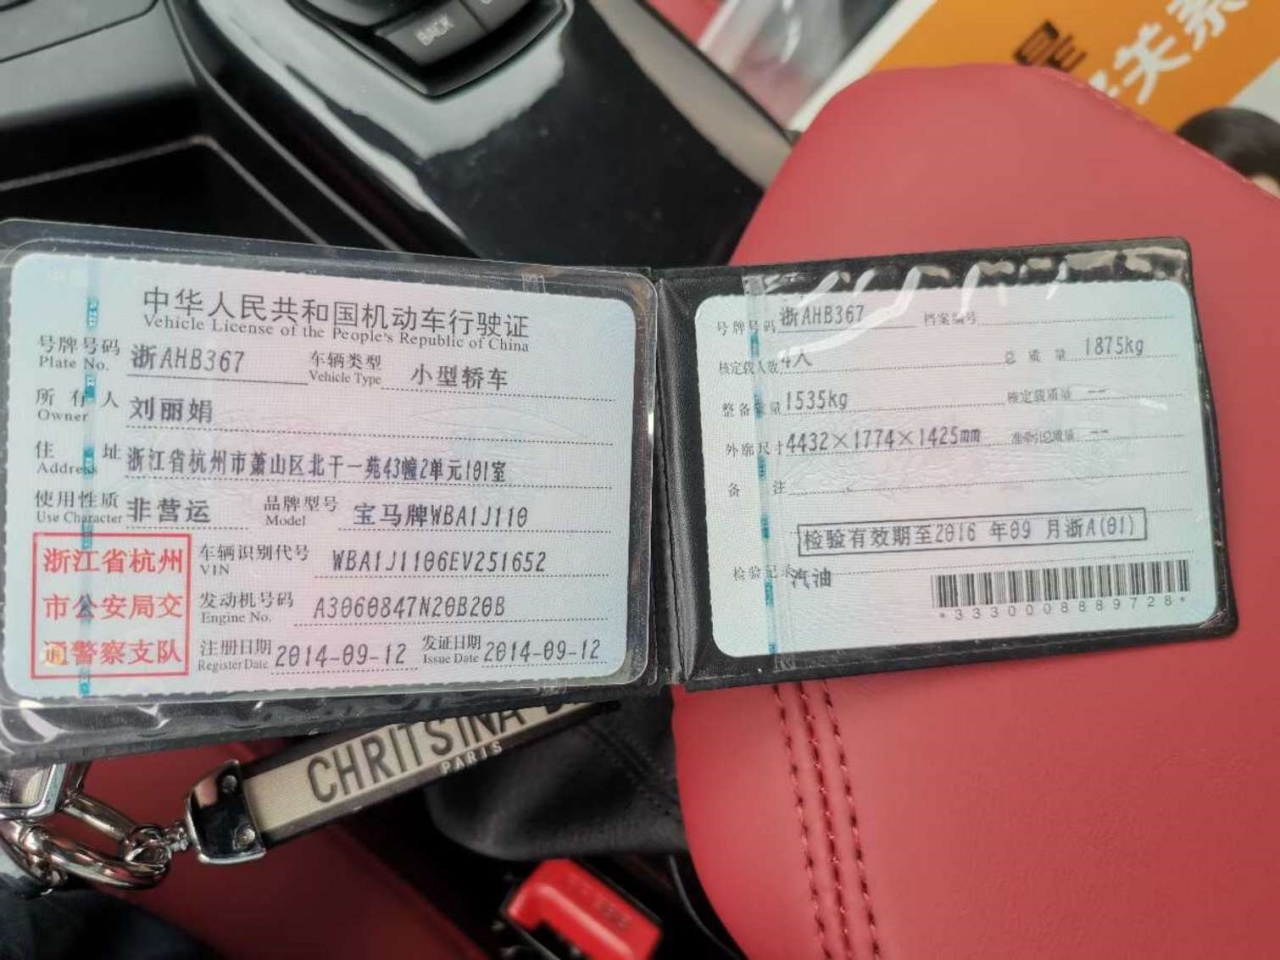 BACK
是
关系
中华人民共和国机动车行驶证
Vehicle License of the People's Republic of China
号牌号码 浙AHB367 车辆类型 小型轿车
Plate No. Vehicle Type
所有人 刘丽娟
Owner
住址 浙江省杭州市萧山区北干一苑43幢2单元101室
Address
使用性质 非营运 品牌型号 宝马牌WBA1J110
Use Character Model
浙江省杭州
市公安局交
通警察支队
车辆识别代号 WBA1J1106EV251652
VIN
发动机号码 A3060847N20B20B
Engine No.
注册日期 2014-09-12 发证日期 2014-09-12
Register Date Issue Date
号牌号码 浙AHB367 档案编号
核定载人数 4人 总质量 1875kg
整备质量 1535kg 核定载质量 --
外廓尺寸 4432×1774×1425mm 准牵引总质量 --
备注
检验有效期至2016 年09 月浙A(01)
检验记录 汽油
*3330008889728*
CHRITSINA
PARIS